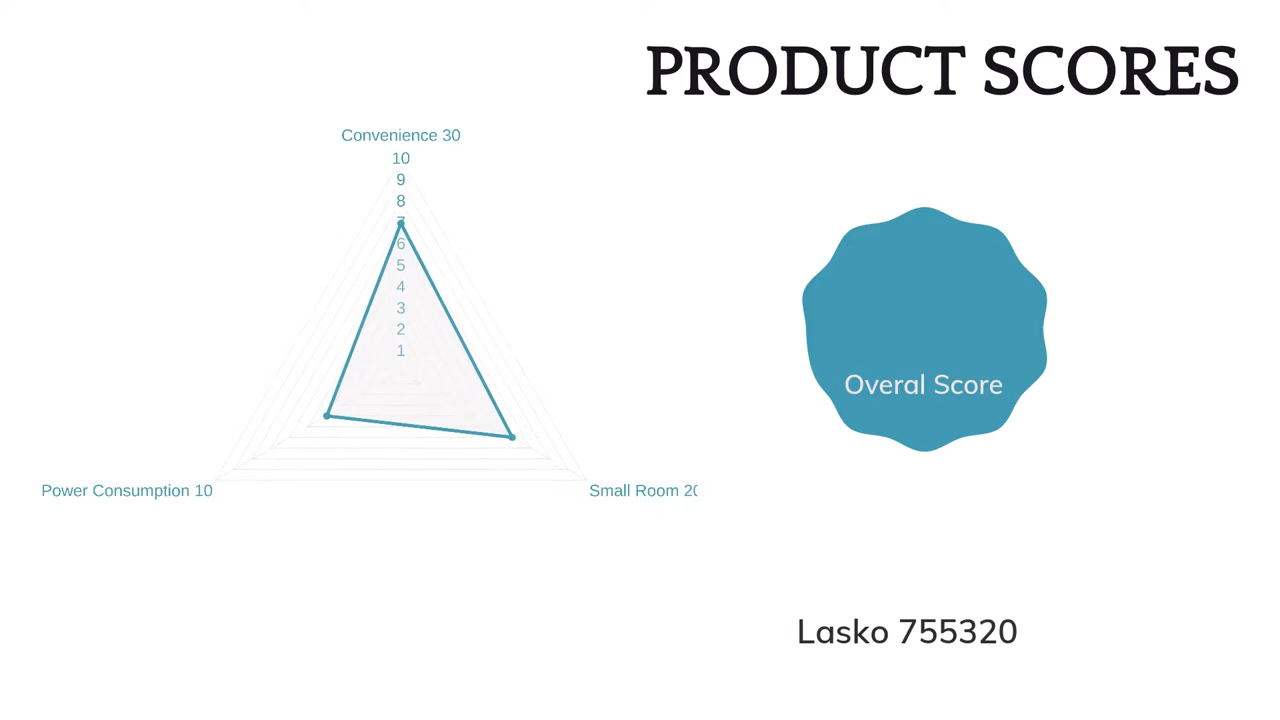 PRODUCT SCORES
Convenience 30
10
9
8
7
6
5
4
3
2
1
Power Consumption 10
Small Room 20
Overal Score
Lasko 755320